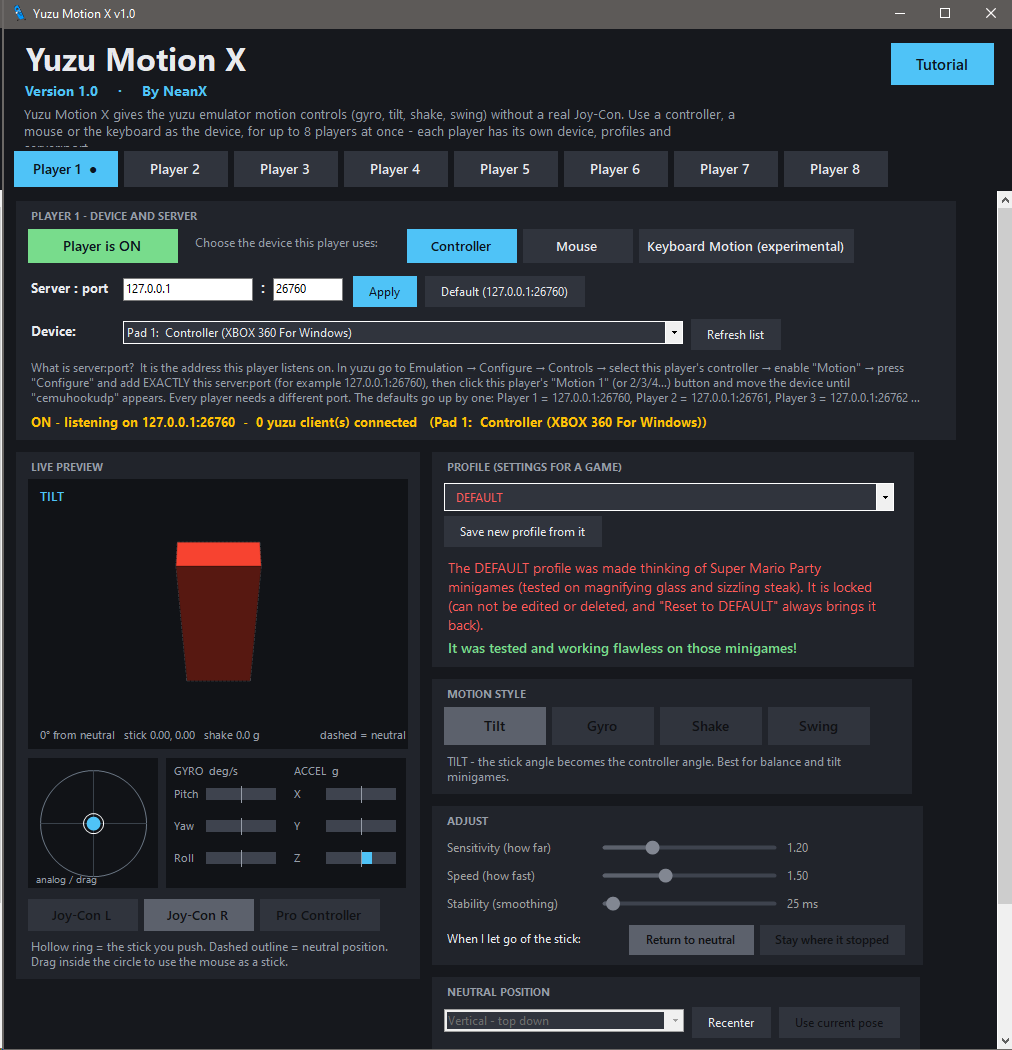 Yuzu Motion X v1.0
Yuzu Motion X
Version 1.0 · By NeanX
Tutorial
Yuzu Motion X gives the yuzu emulator motion controls (gyro, tilt, shake, swing) without a real Joy-Con. Use a controller, a
mouse or the keyboard as the device, for up to 8 players at once - each player has its own device, profiles and
Player 1 ●
Player 2
Player 3
Player 4
Player 5
Player 6
Player 7
Player 8
PLAYER 1 - DEVICE AND SERVER
Player is ON
Choose the device this player uses:
Controller
Mouse
Keyboard Motion (experimental)
Server : port
127.0.0.1
:
26760
Apply
Default (127.0.0.1:26760)
Device:
Pad 1: Controller (XBOX 360 For Windows)
Refresh list
What is server:port? It is the address this player listens on. In yuzu go to Emulation → Configure → Controls → select this player's controller → enable "Motion" → press
"Configure" and add EXACTLY this server:port (for example 127.0.0.1:26760), then click this player's "Motion 1" (or 2/3/4...) button and move the device until
"cemuhookudp" appears. Every player needs a different port. The defaults go up by one: Player 1 = 127.0.0.1:26760, Player 2 = 127.0.0.1:26761, Player 3 = 127.0.0.1:26762 ...
ON - listening on 127.0.0.1:26760 - 0 yuzu client(s) connected (Pad 1: Controller (XBOX 360 For Windows))
LIVE PREVIEW
TILT
0° from neutral stick 0.00, 0.00 shake 0.0 g
dashed = neutral
analog / drag
GYRO deg/s
ACCEL g
Pitch
X
Yaw
Y
Roll
Z
Joy-Con L
Joy-Con R
Pro Controller
Hollow ring = the stick you push. Dashed outline = neutral position.
Drag inside the circle to use the mouse as a stick.
PROFILE (SETTINGS FOR A GAME)
DEFAULT
Save new profile from it
The DEFAULT profile was made thinking of Super Mario Party
minigames (tested on magnifying glass and sizzling steak). It is locked
(can not be edited or deleted, and "Reset to DEFAULT" always brings it
back).
It was tested and working flawless on those minigames!
MOTION STYLE
Tilt
Gyro
Shake
Swing
TILT - the stick angle becomes the controller angle. Best for balance and tilt
minigames.
ADJUST
Sensitivity (how far)
1.20
Speed (how fast)
1.50
Stability (smoothing)
25 ms
When I let go of the stick:
Return to neutral
Stay where it stopped
NEUTRAL POSITION
Vertical - top down
Recenter
Use current pose